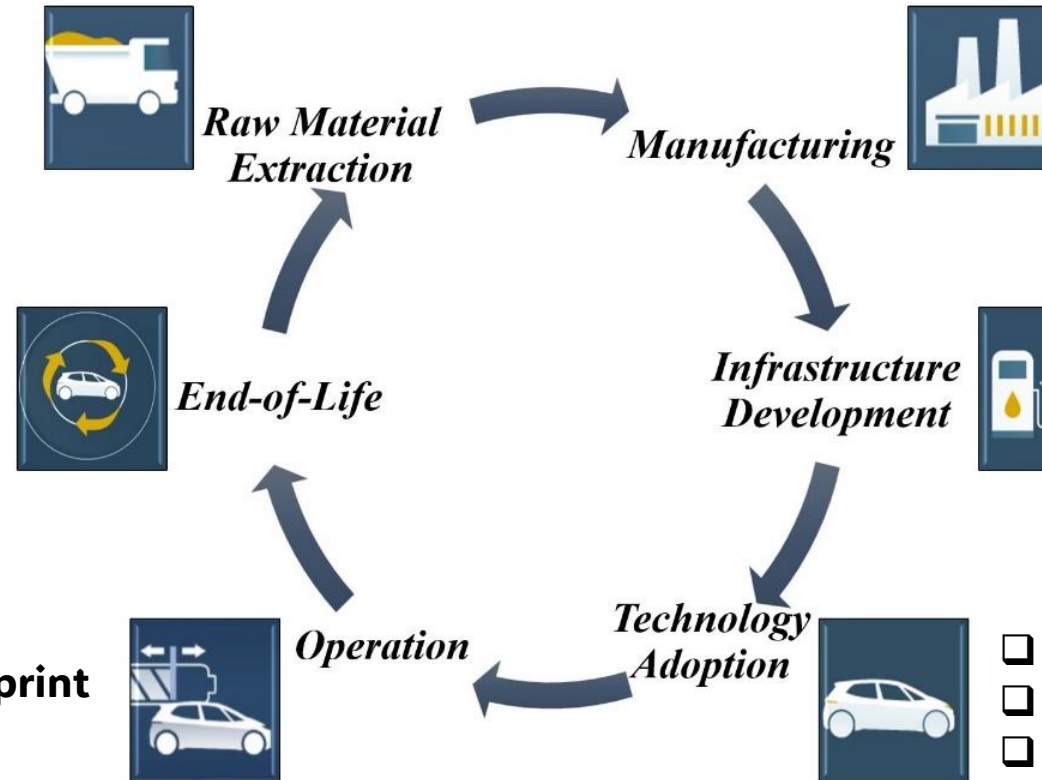 Raw Material
Extraction
Manufacturing
Infrastructure
Development
Technology
Adoption
Operation
End-of-Life
print